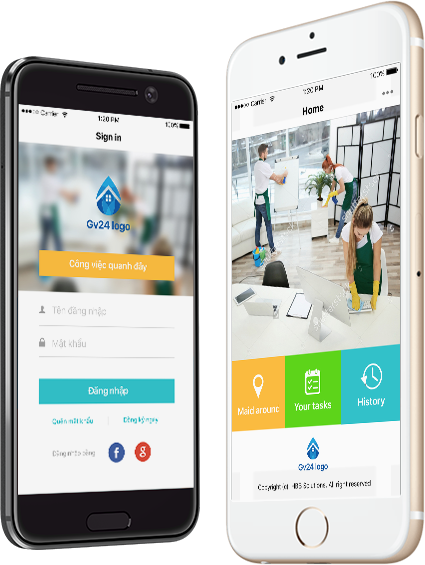 Carrier
1:20 PM
100%
Sign in
Gv24 logo
Công việc quanh đây
Tên đăng nhập
Mật khẩu
Đăng nhập
Quên mật khẩu
Đăng ký ngay
Đăng nhập bằng
f
g
Carrier
1:20 PM
100%
Home
Maid around
Your tasks
History
Gv24 logo
Copyright (c). HBB Solutions. All right reserved